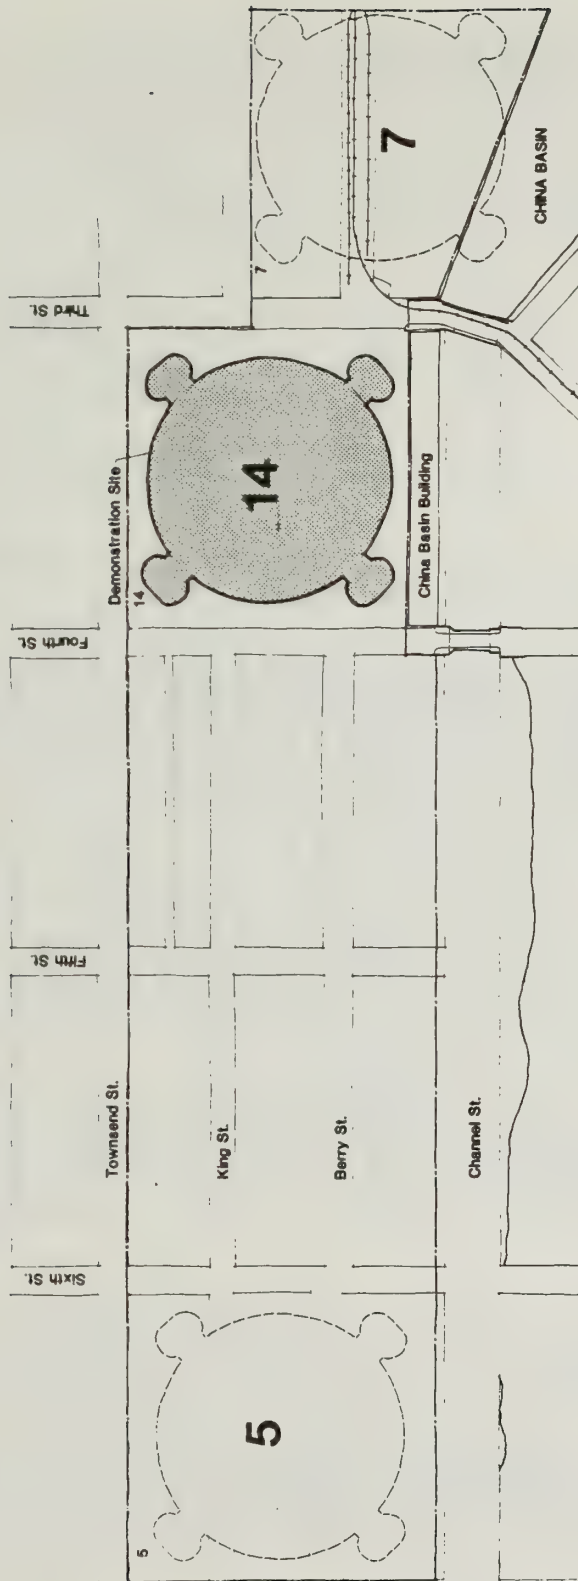 Third St.
Fourth St.
Fifth St.
Sixth St.
Townsend St.
King St.
Berry St.
Channel St.
Demonstration Site
14
14
China Basin Building
7
7
CHINA BASIN
5
5